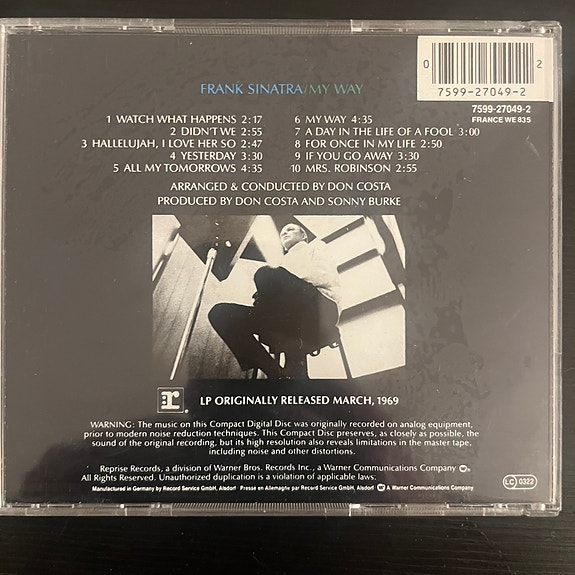 FRANK SINATRA/MY WAY
0 2
7599-27049-2
7599-27049-2
FRANCE WE 835
1 WATCH WHAT HAPPENS 2:17
2 DIDN'T WE 2:55
3 HALLELUJAH, I LOVE HER SO 2:47
4 YESTERDAY 3:30
5 ALL MY TOMORROWS 4:35
6 MY WAY 4:35
7 A DAY IN THE LIFE OF A FOOL 3:00
8 FOR ONCE IN MY LIFE 2:50
9 IF YOU GO AWAY 3:30
10 MRS. ROBINSON 2:55
ARRANGED & CONDUCTED BY DON COSTA
PRODUCED BY DON COSTA AND SONNY BURKE
r: LP ORIGINALLY RELEASED MARCH, 1969
WARNING: The music on this Compact Digital Disc was originally recorded on analog equipment,
prior to modern noise reduction techniques. This Compact Disc preserves, as closely as possible, the
sound of the original recording, but its high resolution also reveals limitations in the master tape,
including noise and other distortions.
Reprise Records, a division of Warner Bros. Records Inc., a Warner Communications Company
All Rights Reserved. Unauthorized duplication is a violation of applicable laws.
Manufactured in Germany by Record Service GmbH, Alsdorf Presse en Allemagne par Record Service GmbH, Alsdorf A Warner Communications Company
LC 0322